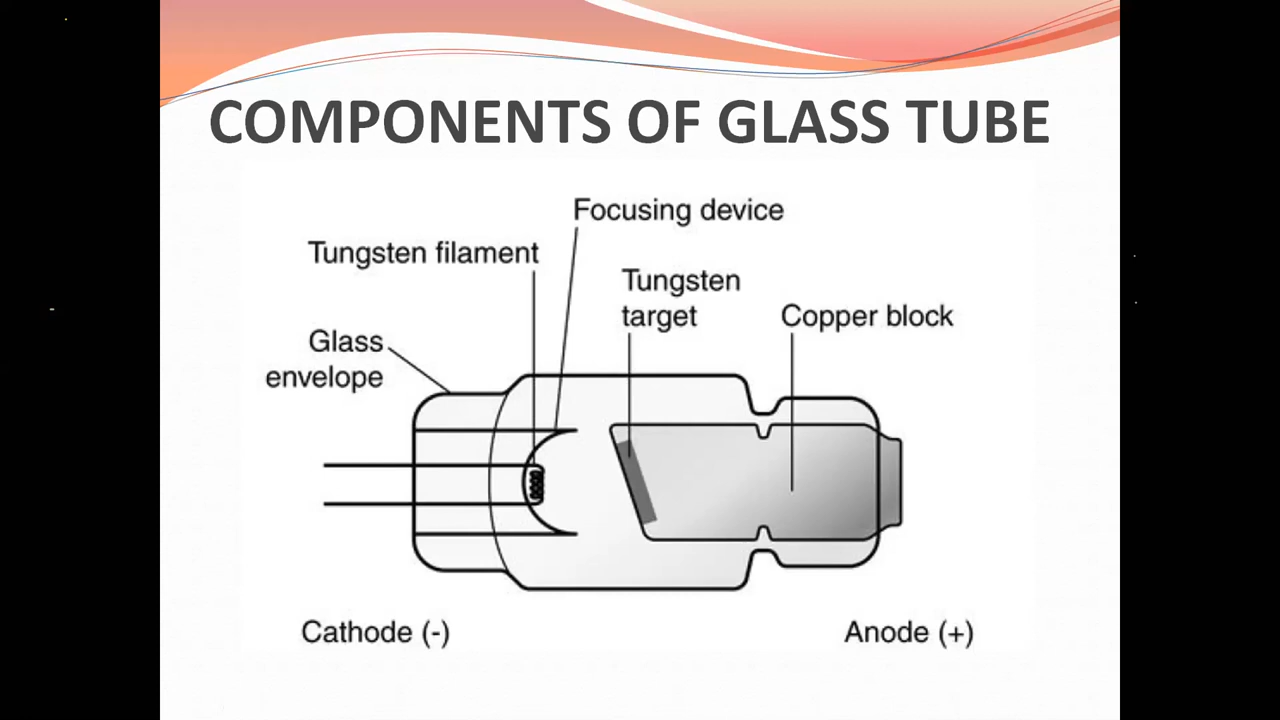 COMPONENTS OF GLASS TUBE
Focusing device
Tungsten filament
Tungsten
target
Copper block
Glass
envelope
Cathode (-)
Anode (+)